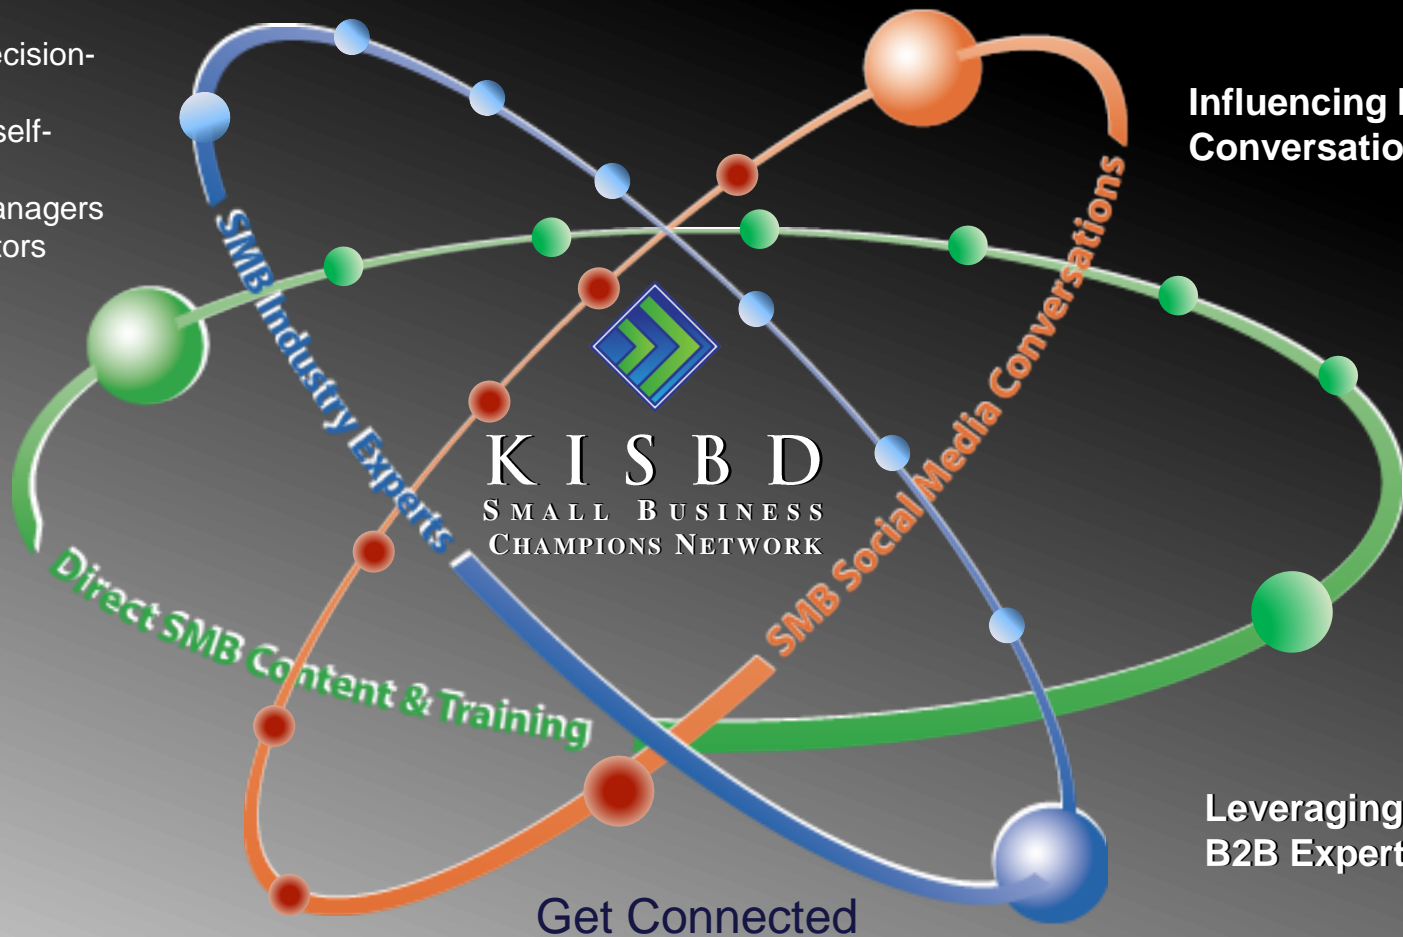 ecision-
self-
anagers
tors
Influencing
Conversatio
SMB Industry Experts
SMB Social Media Conversations
KISBD
SMALL BUSINESS
CHAMPIONS NETWORK
Direct SMB Content & Training
Leveraging
B2B Expert
Get Connected